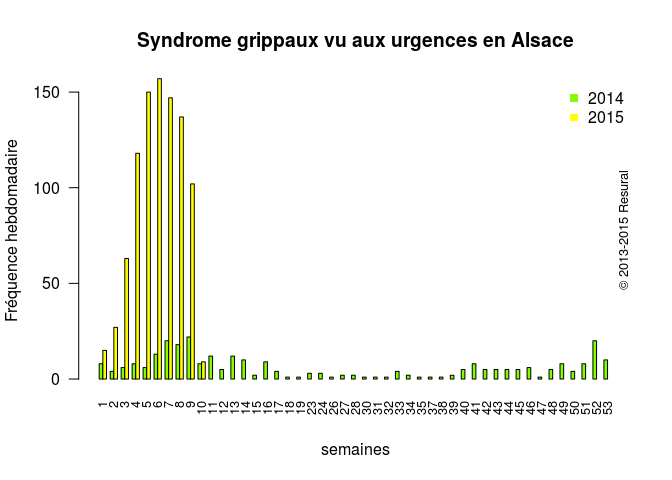 Syndrome grippaux vu aux urgences en Alsace
2014
2015
Fréquence hebdomadaire
150
100
50
0
© 2013-2015 Resural
1 2 3 4 5 6 7 8 9 10 11 12 13 14 15 16 17 18 19 23 24 26 27 28 30 31 32 33 34 35 37 38 39 40 41 42 43 44 45 46 47 48 49 50 51 52 53
semaines